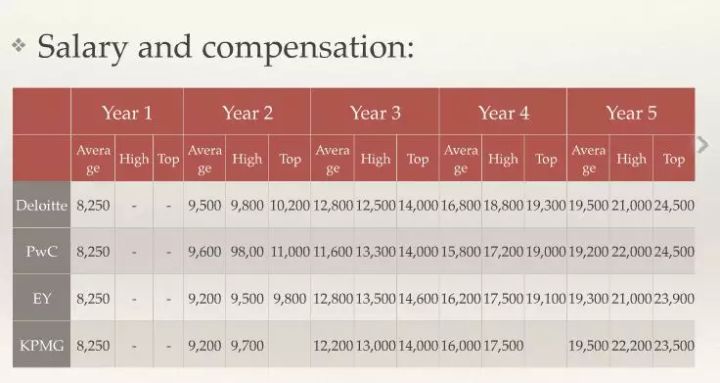 ❖ Salary and compensation:
Year 1 Year 2 Year 3 Year 4 Year 5
Average High Top Average High Top Average High Top Average High Top Average High Top
Deloitte 8,250 - - 9,500 9,800 10,200 12,800 12,500 14,000 16,800 18,800 19,300 19,500 21,000 24,500
PwC 8,250 - - 9,600 98,00 11,000 11,600 13,300 14,000 15,800 17,200 19,000 19,200 22,000 24,500
EY 8,250 - - 9,200 9,500 9,800 12,800 13,500 14,600 16,200 17,500 19,100 19,300 21,000 23,900
KPMG 8,250 - - 9,200 9,700 12,200 13,000 14,000 16,000 17,500 19,500 22,200 23,500